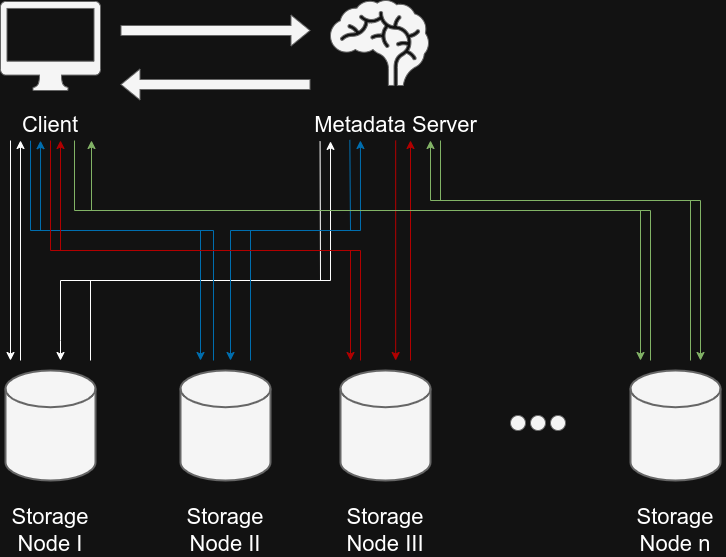 Client
Metadata Server
Storage
Node I
Storage
Node II
Storage
Node III
Storage
Node n